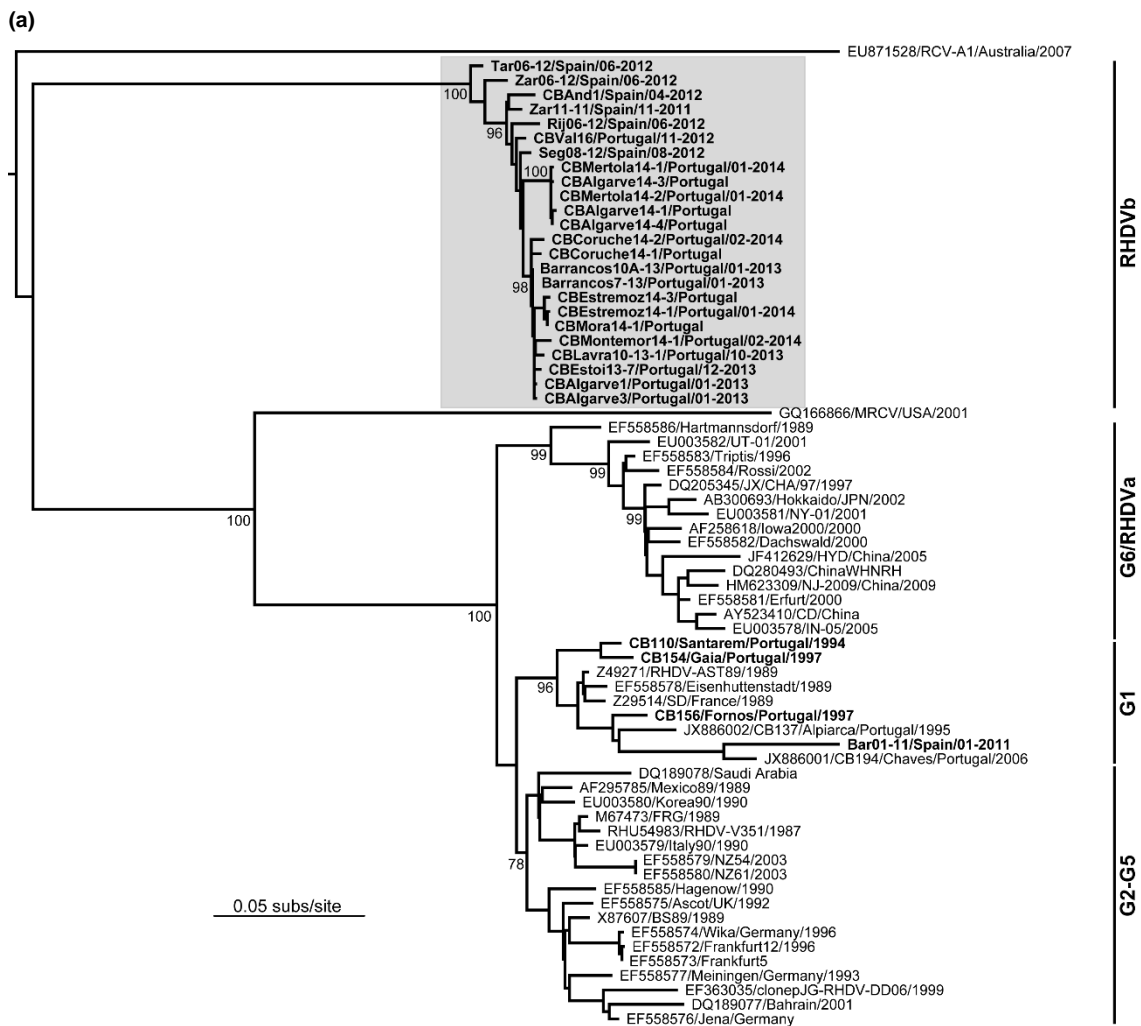 (a)
EU871528/RCV-A1/Australia/2007
Tar06-12/Spain/06-2012
100
Zar06-12/Spain/06-2012
CBAnd1/Spain/04-2012
Zar11-11/Spain/11-2011
96
Rij06-12/Spain/06-2012
CBVal16/Portugal/11-2012
Seg08-12/Spain/08-2012
CBMertola14-1/Portugal/01-2014
100
CBAlgarve14-3/Portugal
CBMertola14-2/Portugal/01-2014
CBAlgarve14-1/Portugal
CBAlgarve14-4/Portugal
CBCoruche14-2/Portugal/02-2014
CBCoruche14-1/Portugal
Barrancos10A-13/Portugal/01-2013
Barrancos7-13/Portugal/01-2013
98
CBEstremoz14-3/Portugal
CBEstremoz14-1/Portugal/01-2014
CBMora14-1/Portugal
CBMontemor14-1/Portugal/02-2014
CBLavra10-13-1/Portugal/10-2013
CBEstoi13-7/Portugal/12-2013
CBAlgarve1/Portugal/01-2013
CBAlgarve3/Portugal/01-2013
RHDVb
GQ166866/MRCV/USA/2001
100
EF558586/Hartmannsdorf/1989
99
EU003582/UT-01/2001
EF558583/Triptis/1996
99
EF558584/Rossi/2002
DQ205345/JX/CHA/97/1997
AB300693/Hokkaido/JPN/2002
EU003581/NY-01/2001
99
AF258618/Iowa2000/2000
EF558582/Dachswald/2000
JF412629/HYD/China/2005
DQ280493/ChinaWHNRH
HM623309/NJ-2009/China/2009
EF558581/Erfurt/2000
AY523410/CD/China
EU003578/IN-05/2005
G6/RHDVa
100
CB110/Santarem/Portugal/1994
CB154/Gaia/Portugal/1997
Z49271/RHDV-AST89/1989
96
EF558578/Eisenhuttenstadt/1989
Z29514/SD/France/1989
CB156/Fornos/Portugal/1997
JX886002/CB137/Alpiarca/Portugal/1995
Bar01-11/Spain/01-2011
JX886001/CB194/Chaves/Portugal/2006
G1
DQ189078/Saudi Arabia
AF295785/Mexico89/1989
EU003580/Korea90/1990
M67473/FRG/1989
RHU54983/RHDV-V351/1987
EU003579/Italy90/1990
78
EF558579/NZ54/2003
EF558580/NZ61/2003
EF558585/Hagenow/1990
EF558575/Ascot/UK/1992
X87607/BS89/1989
EF558574/Wika/Germany/1996
EF558572/Frankfurt12/1996
EF558573/Frankfurt5
EF558577/Meiningen/Germany/1993
EF363035/clonepJG-RHDV-DD06/1999
DQ189077/Bahrain/2001
EF558576/Jena/Germany
G2-G5
0.05 subs/site